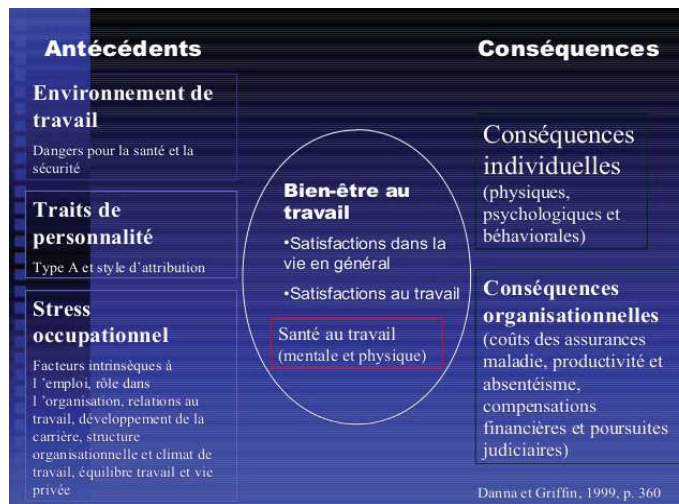 Antécédents
Environnement de
travail
Dangers pour la santé et la
sécurité
Traits de
personnalité
Type A et style d'attribution
Stress
occupationnel
Facteurs intrinsèques à
l 'emploi, rôle dans
l 'organisation, relations au
travail, développement de la
carrière, structure
organisationnelle et climat de
travail, équilibre travail et vie
privée
Bien-être au
travail
•Satisfactions dans la
vie en général
•Satisfactions au travail
Santé au travail
(mentale et physique)
Conséquences
Conséquences
individuelles
(physiques,
psychologiques et
béhaviorales)
Conséquences
organisationnelles
(coûts des assurances
maladie, productivité et
absentéisme,
compensations
financières et poursuites
judiciaires)
Danna et Griffin, 1999, p. 360